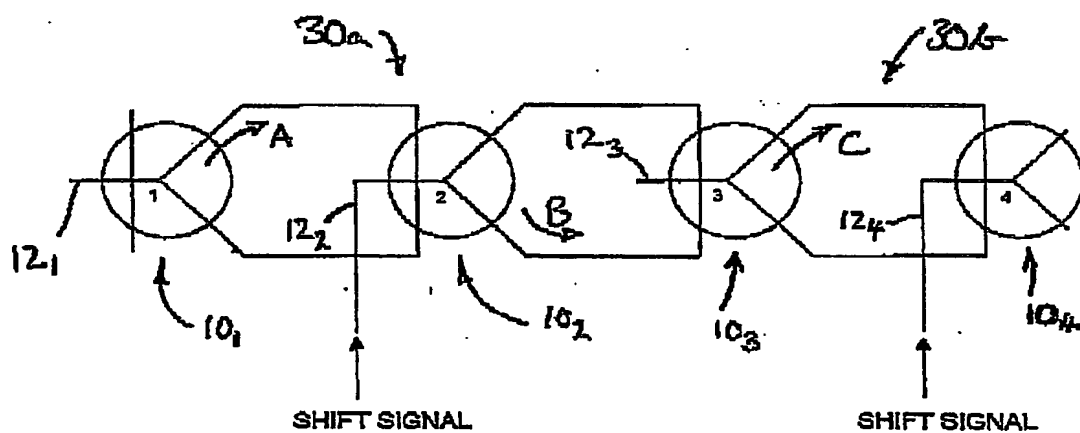 30a 30b
A 12₃ C
1 2 3 4
12₁ 12₂ B 12₄
10₁ 10₂ 10₃ 10₄
SHIFT SIGNAL SHIFT SIGNAL